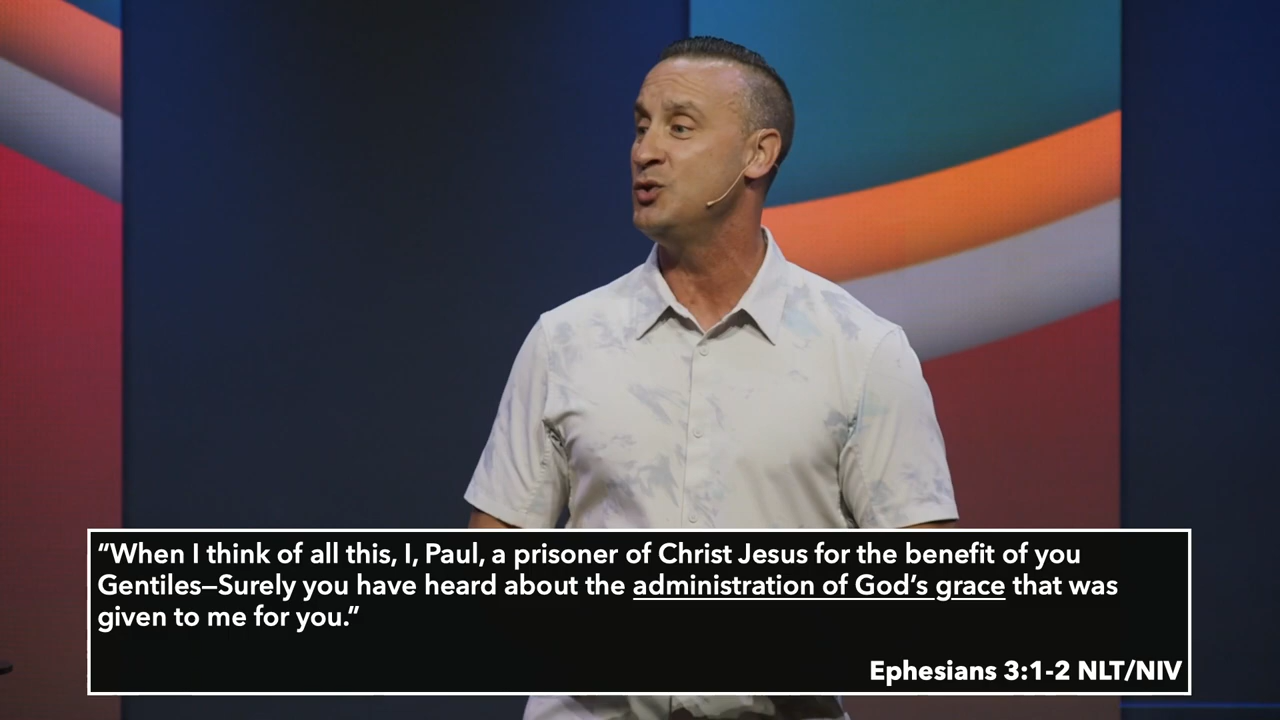 “When I think of all this, I, Paul, a prisoner of Christ Jesus for the benefit of you
Gentiles—Surely you have heard about the administration of God’s grace that was
given to me for you.”
Ephesians 3:1-2 NLT/NIV